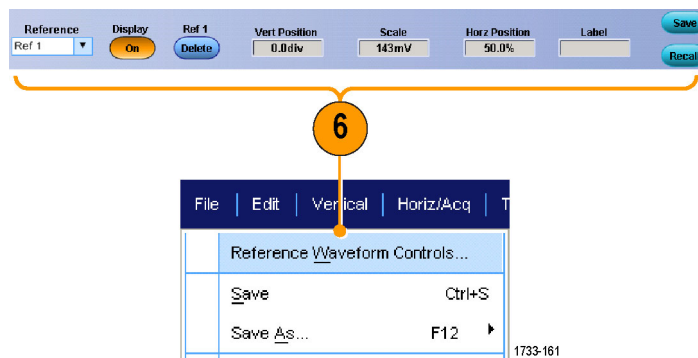 Reference Display Ref 1 Vert Position Scale Horz Position Label Save
Ref 1 On Delete 0.0div 143mV 50.0% Recall
6
File Edit Vertical Horiz/Acq T
Reference Waveform Controls...
Save Ctrl+S
Save As... F12
1733-161